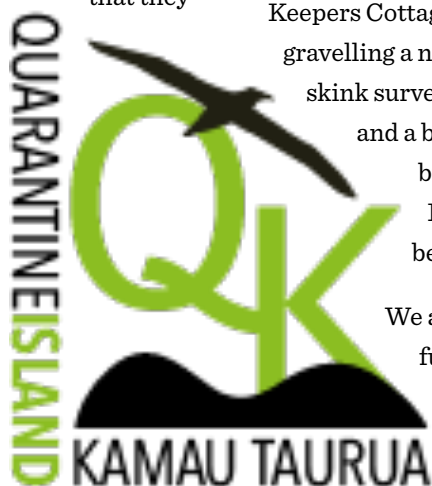 that they
Keepers Cottag
gravelling a n
skink surve
and a b
b
be
We a
fu
QUARANTINEISLAND
QK
KAMAU TAURUA